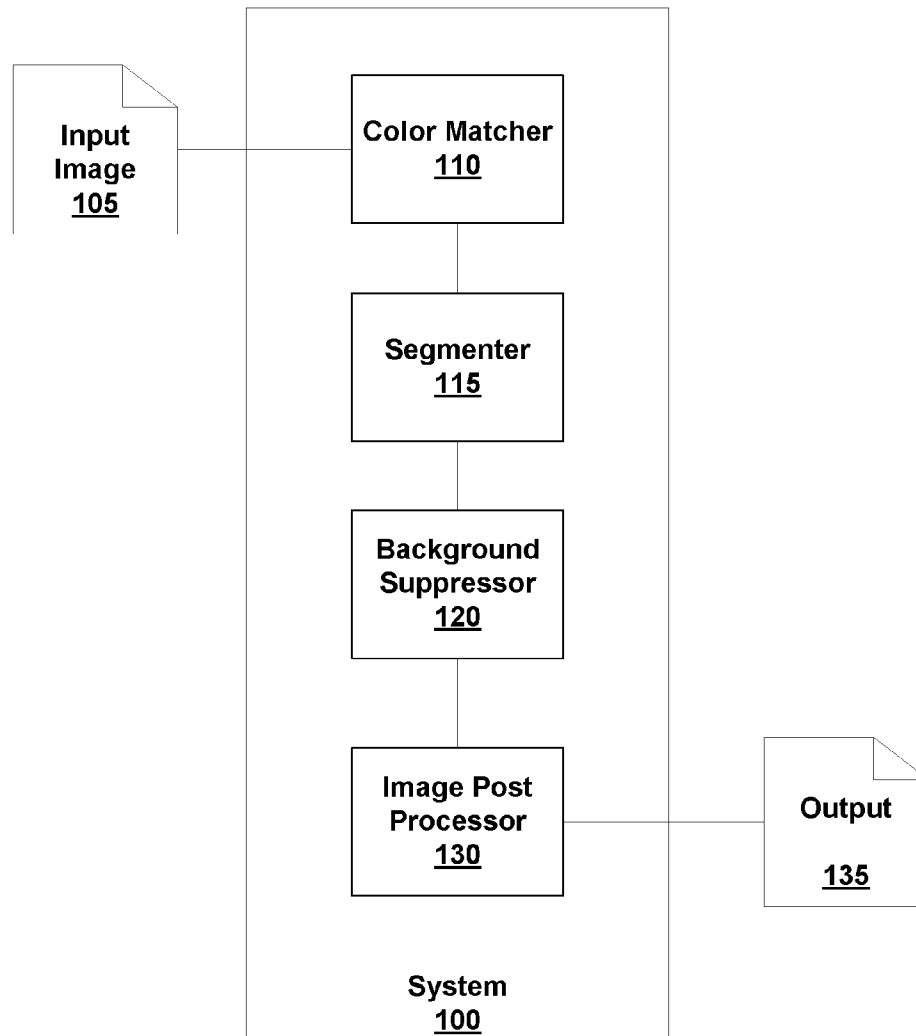 Input
Image
105
Color Matcher
110
Segmenter
115
Background
Suppressor
120
Image Post
Processor
130
Output
135
System
100